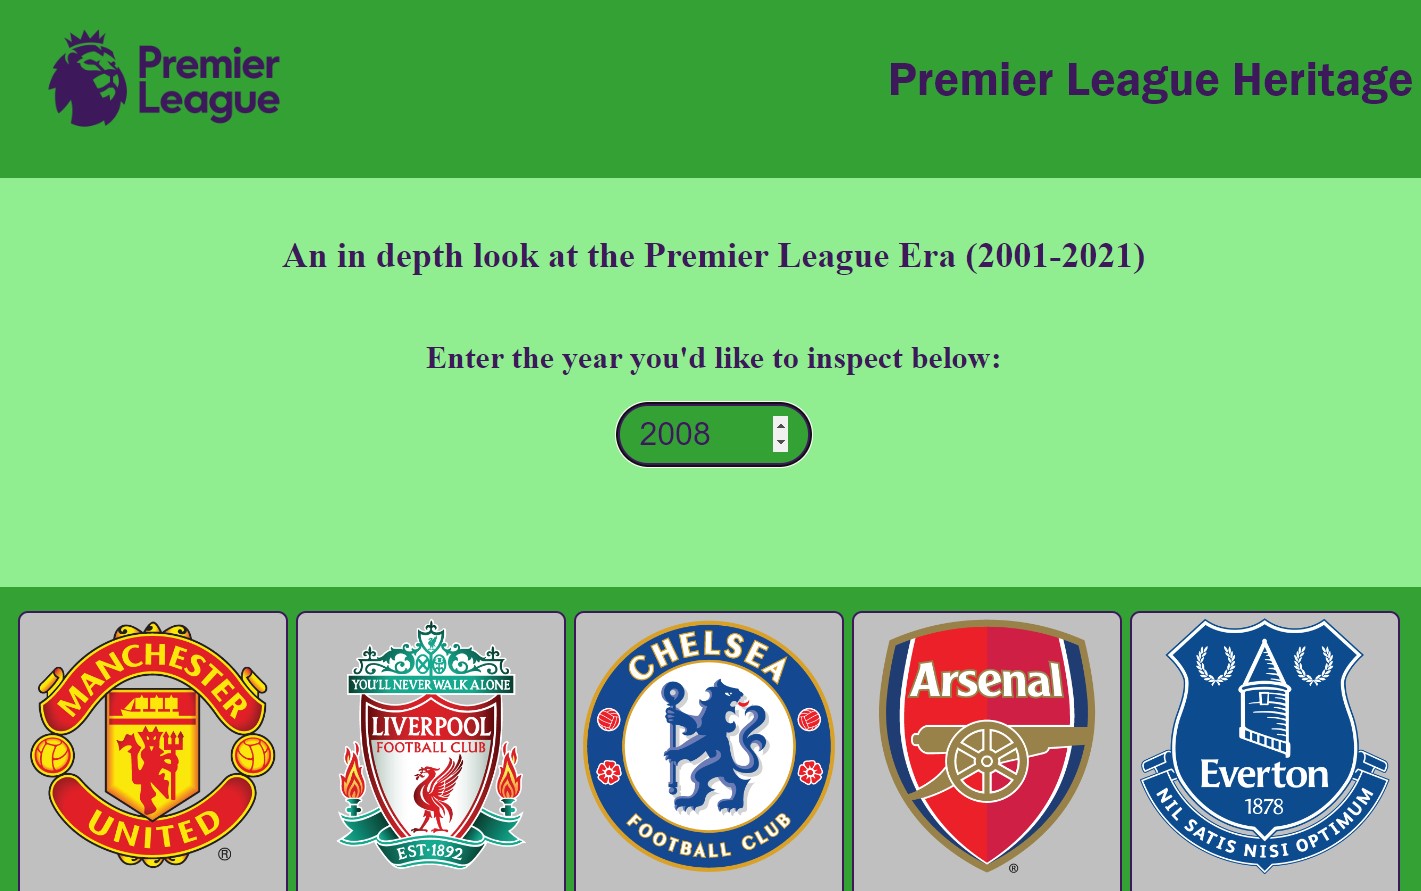 Premier
League
Premier League Heritage
An in depth look at the Premier League Era (2001-2021)
Enter the year you'd like to inspect below:
2008
MANCHESTER
UNITED
®
YOU'LL NEVER WALK ALONE
LIVERPOOL
FOOTBALL CLUB
EST·1892
CHELSEA
FOOTBALL CLUB
Arsenal
®
Everton
1878
NIL SATIS NISI OPTIMUM